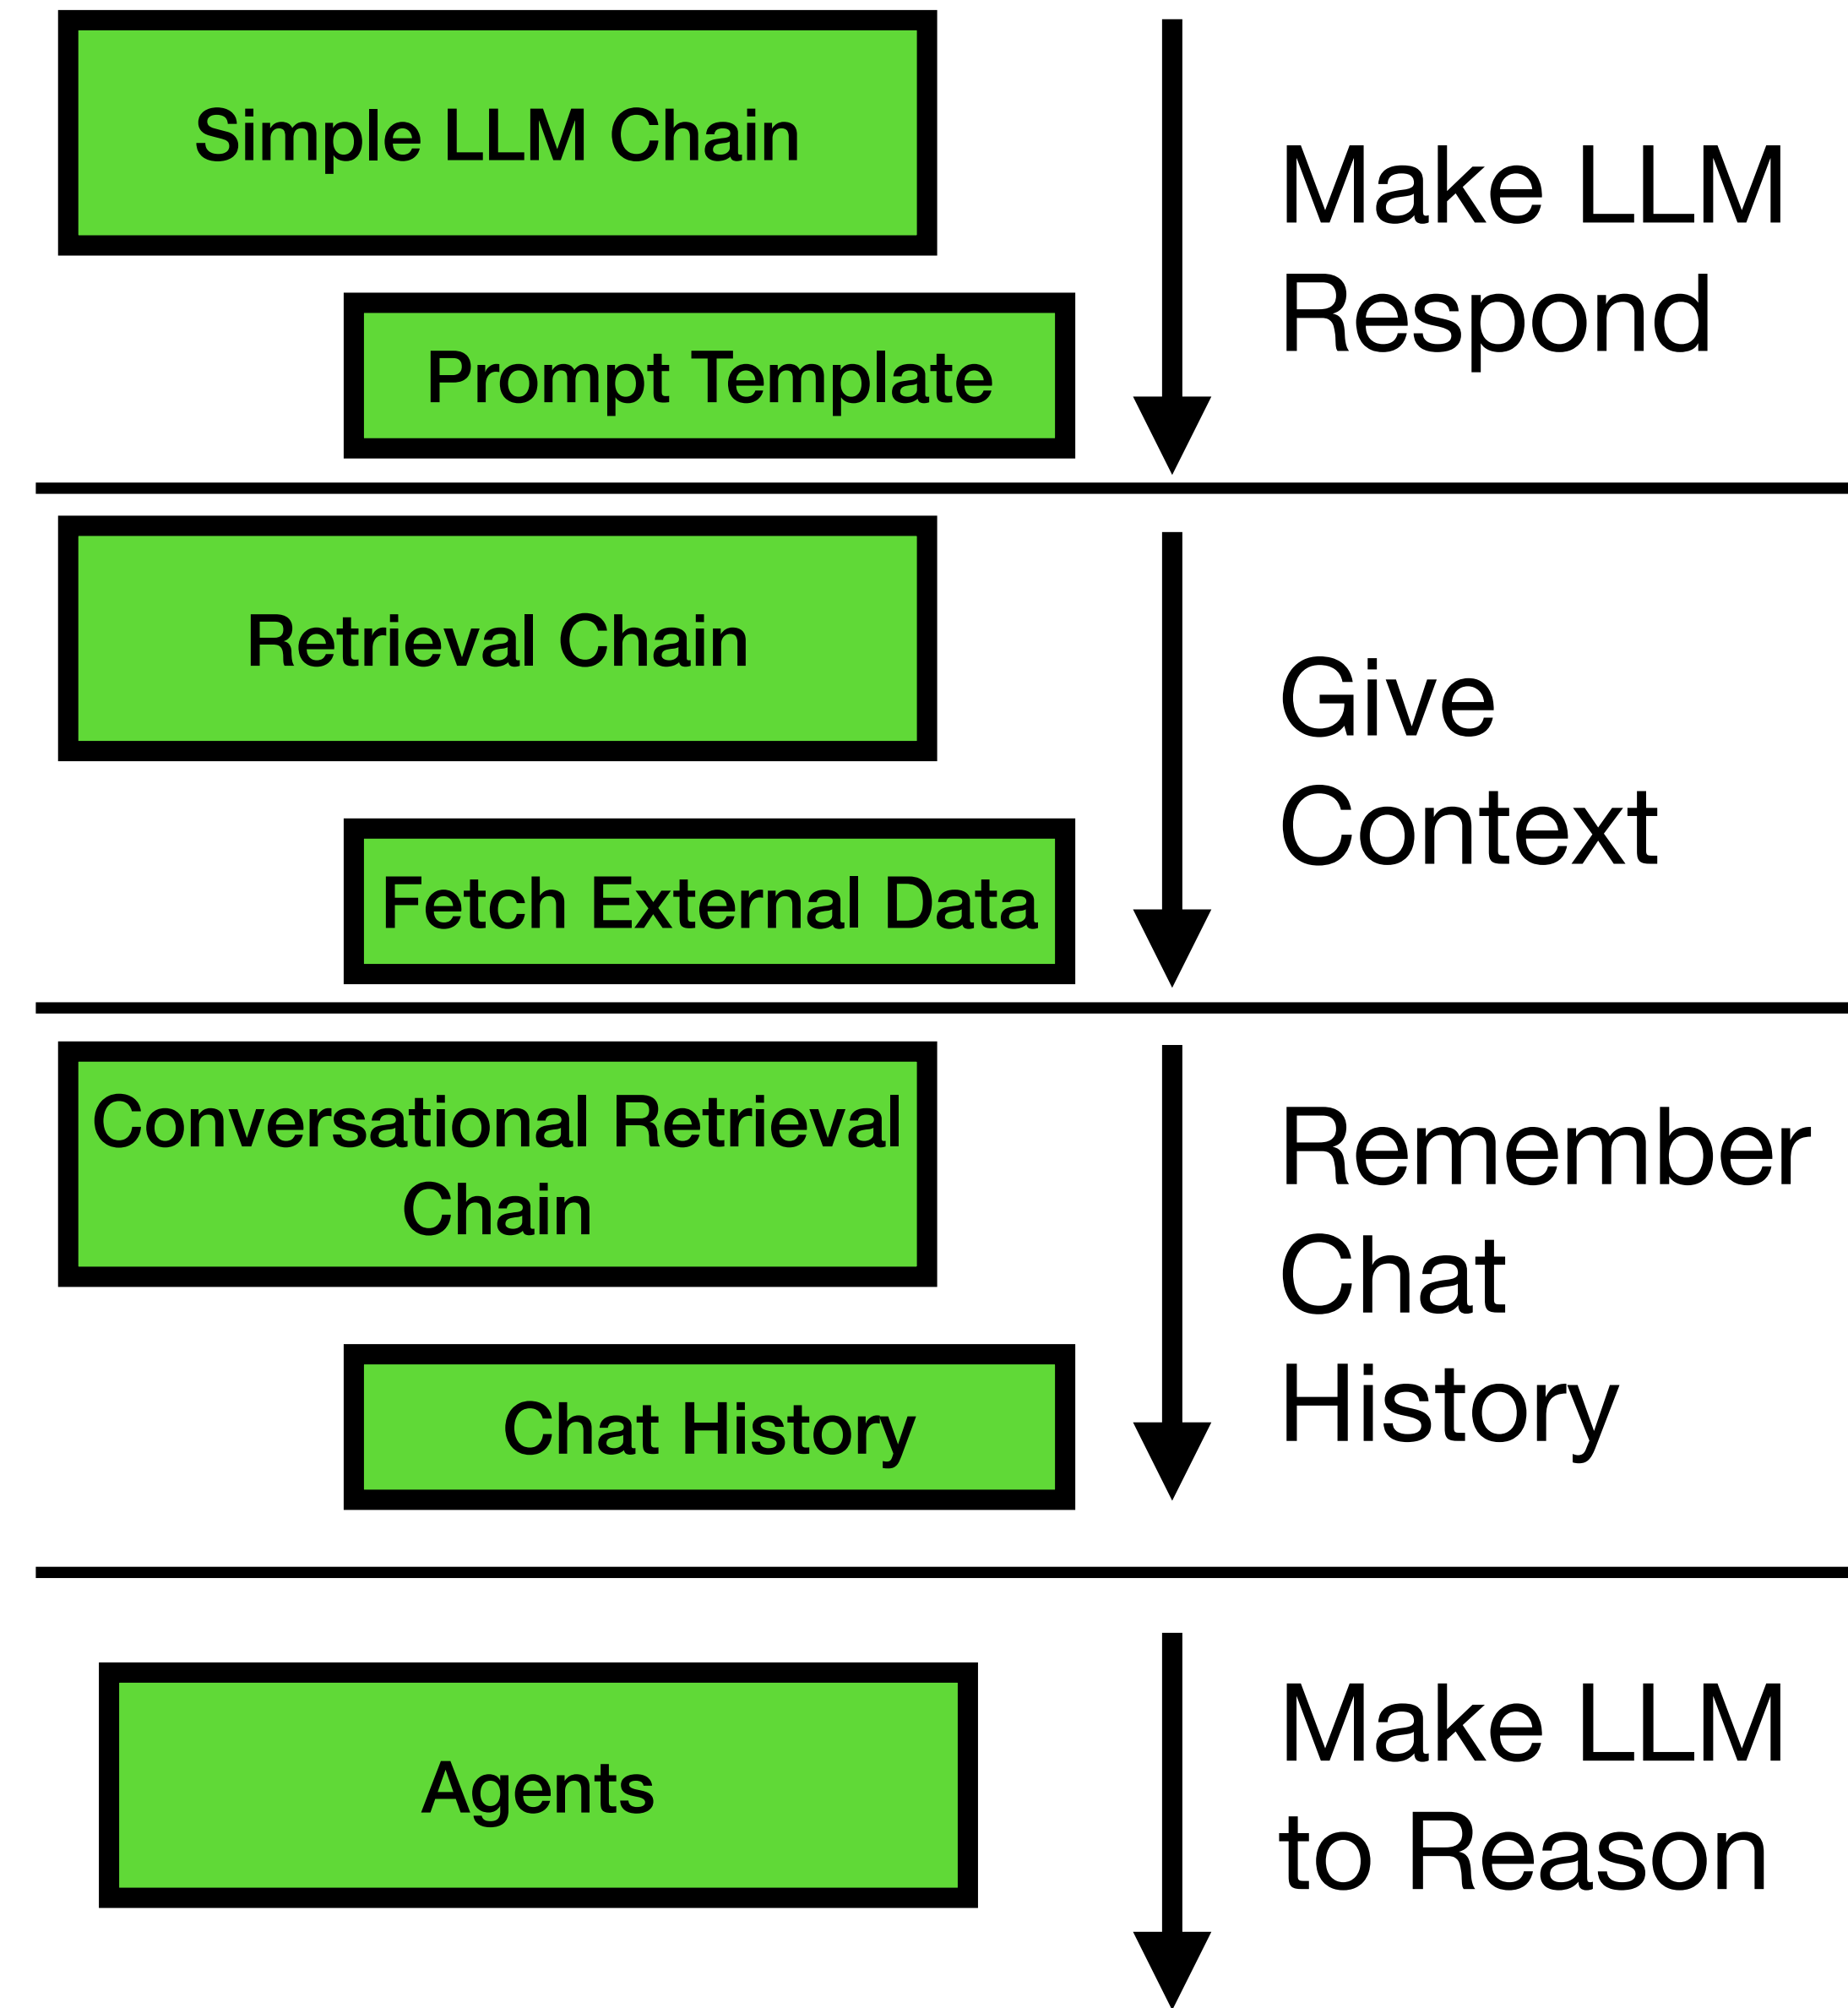 Simple LLM Chain
Prompt Template
Make LLM
Respond
Retrieval Chain
Fetch External Data
Give
Context
Conversational Retrieval
Chain
Chat History
Remember
Chat
History
Agents
Make LLM
to Reason